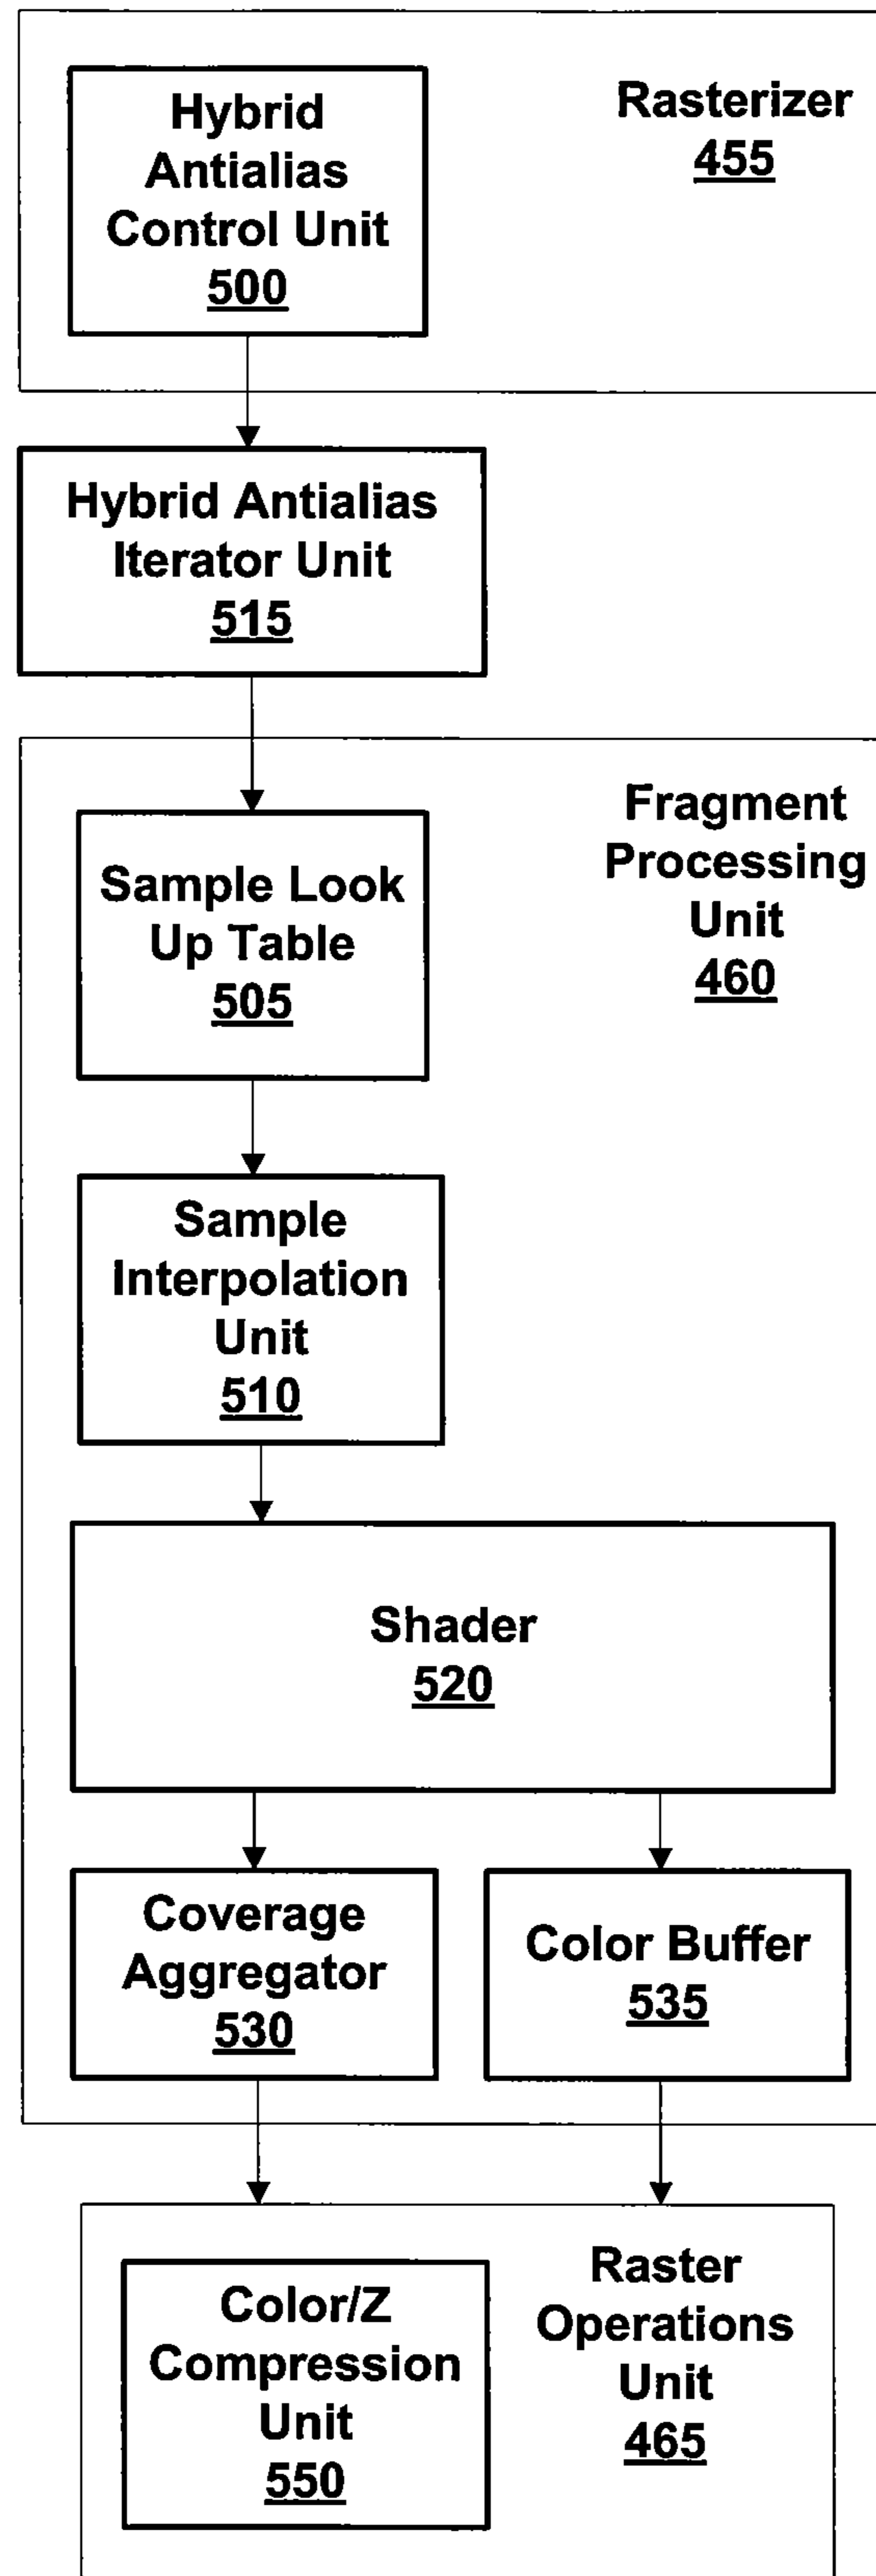 Hybrid
Antialias
Control Unit
500
Rasterizer
455
Hybrid Antialias
Iterator Unit
515
Fragment
Processing
Unit
460
Sample Look
Up Table
505
Sample
Interpolation
Unit
510
Shader
520
Coverage
Aggregator
530
Color Buffer
535
Color/Z
Compression
Unit
550
Raster
Operations
Unit
465